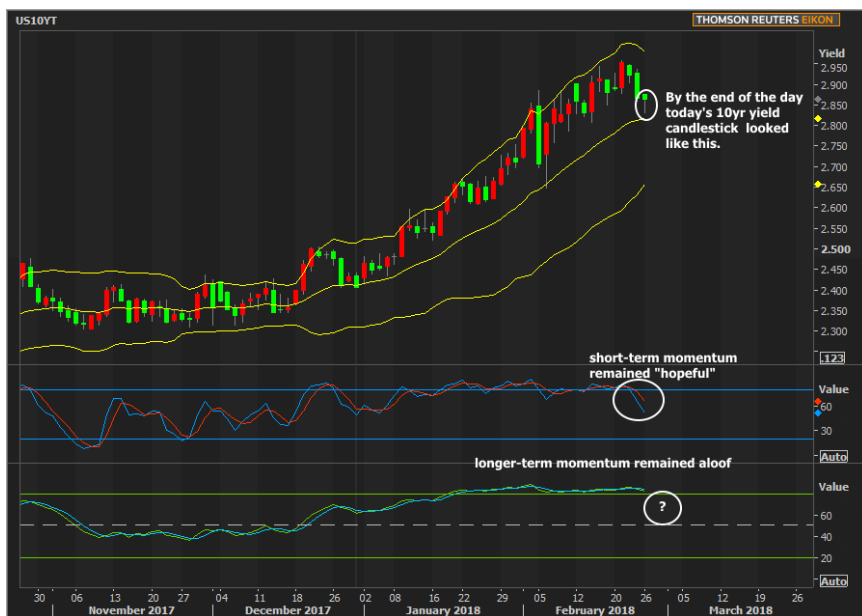 US10YT
THOMSON REUTERS EIKON
Yield
2.950
2.900
2.850
2.800
2.750
2.700
2.650
2.600
2.550
2.500
2.450
2.400
2.350
2.300
.123
By the end of the day
today's 10yr yield
candlestick looked
like this.
short-term momentum
remained "hopeful"
Value
60
30
Auto
longer-term momentum remained aloof
?
Value
60
40
20
Auto
30 06 13 20 27 04 11 18 02 08 16 22 29 05 12 20 26 05 12 19 26
November 2017 December 2017 January 2018 February 2018 March 2018